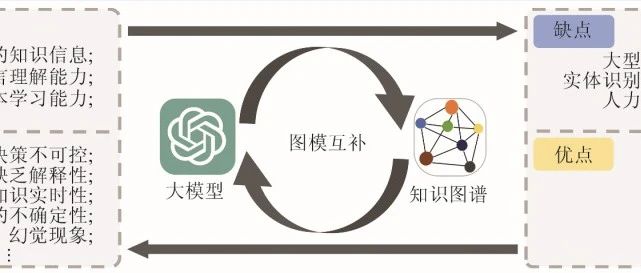 的知识信息;
言理解能力;
本学习能力;
决策不可控;
缺乏解释性;
知识实时性;
的不确定性;
幻觉现象;
⋮
大模型
图模互补
知识图谱
缺点
大型
实体识别
人力
优点